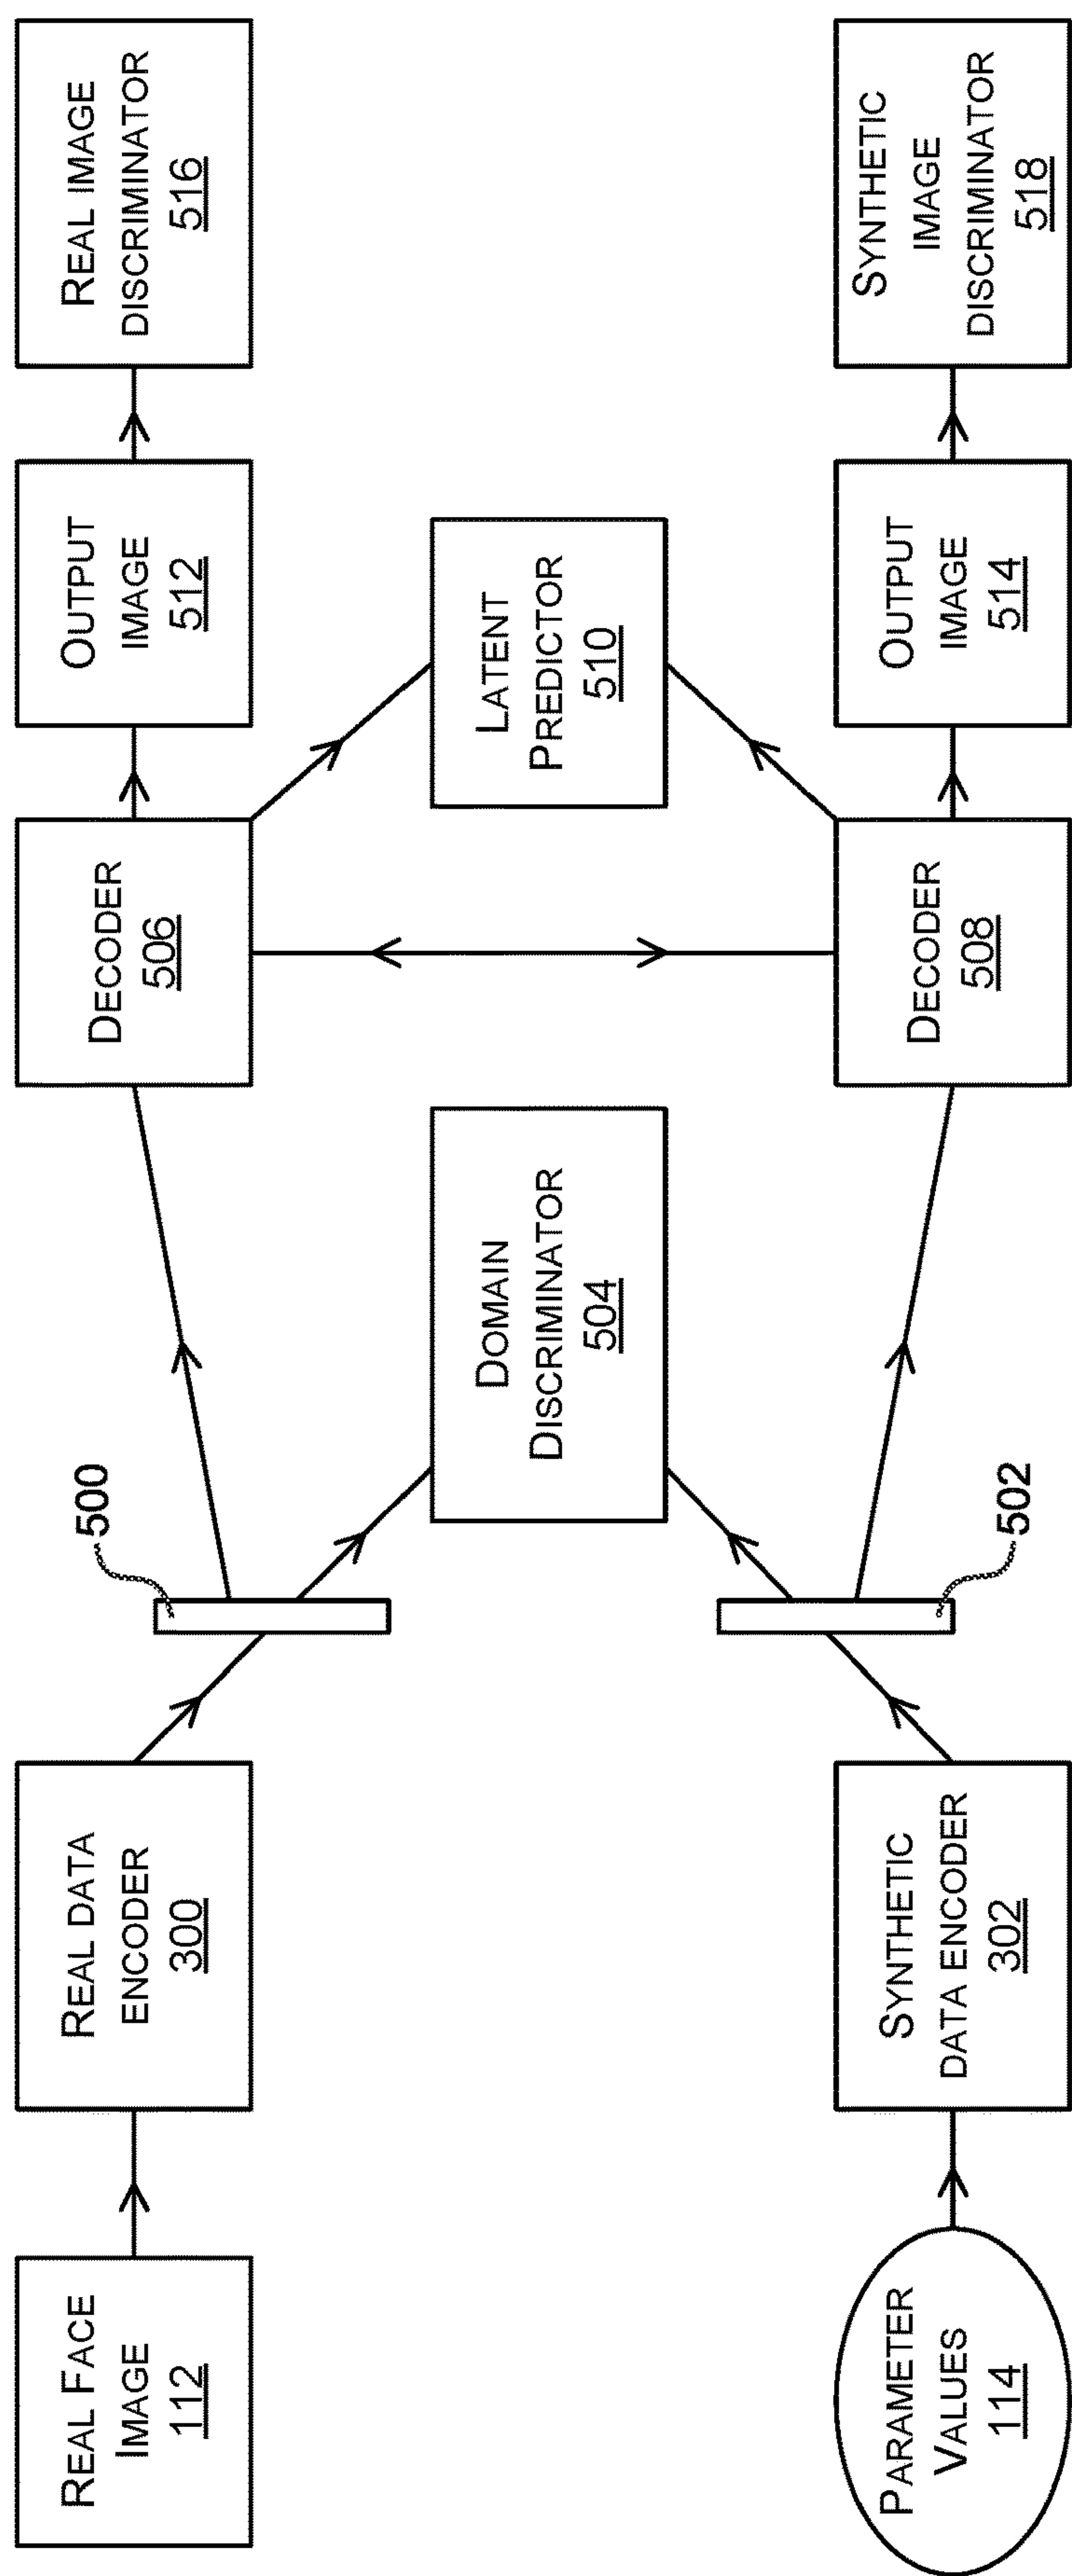 REAL FACE
IMAGE
112
REAL DATA
ENCODER
300
500
DECODER
506
OUTPUT
IMAGE
512
REAL IMAGE
DISCRIMINATOR
516
DOMAIN
DISCRIMINATOR
504
LATENT
PREDICTOR
510
PARAMETER
VALUES
114
SYNTHETIC
DATA ENCODER
302
502
DECODER
508
OUTPUT
IMAGE
514
SYNTHETIC
IMAGE
DISCRIMINATOR
518